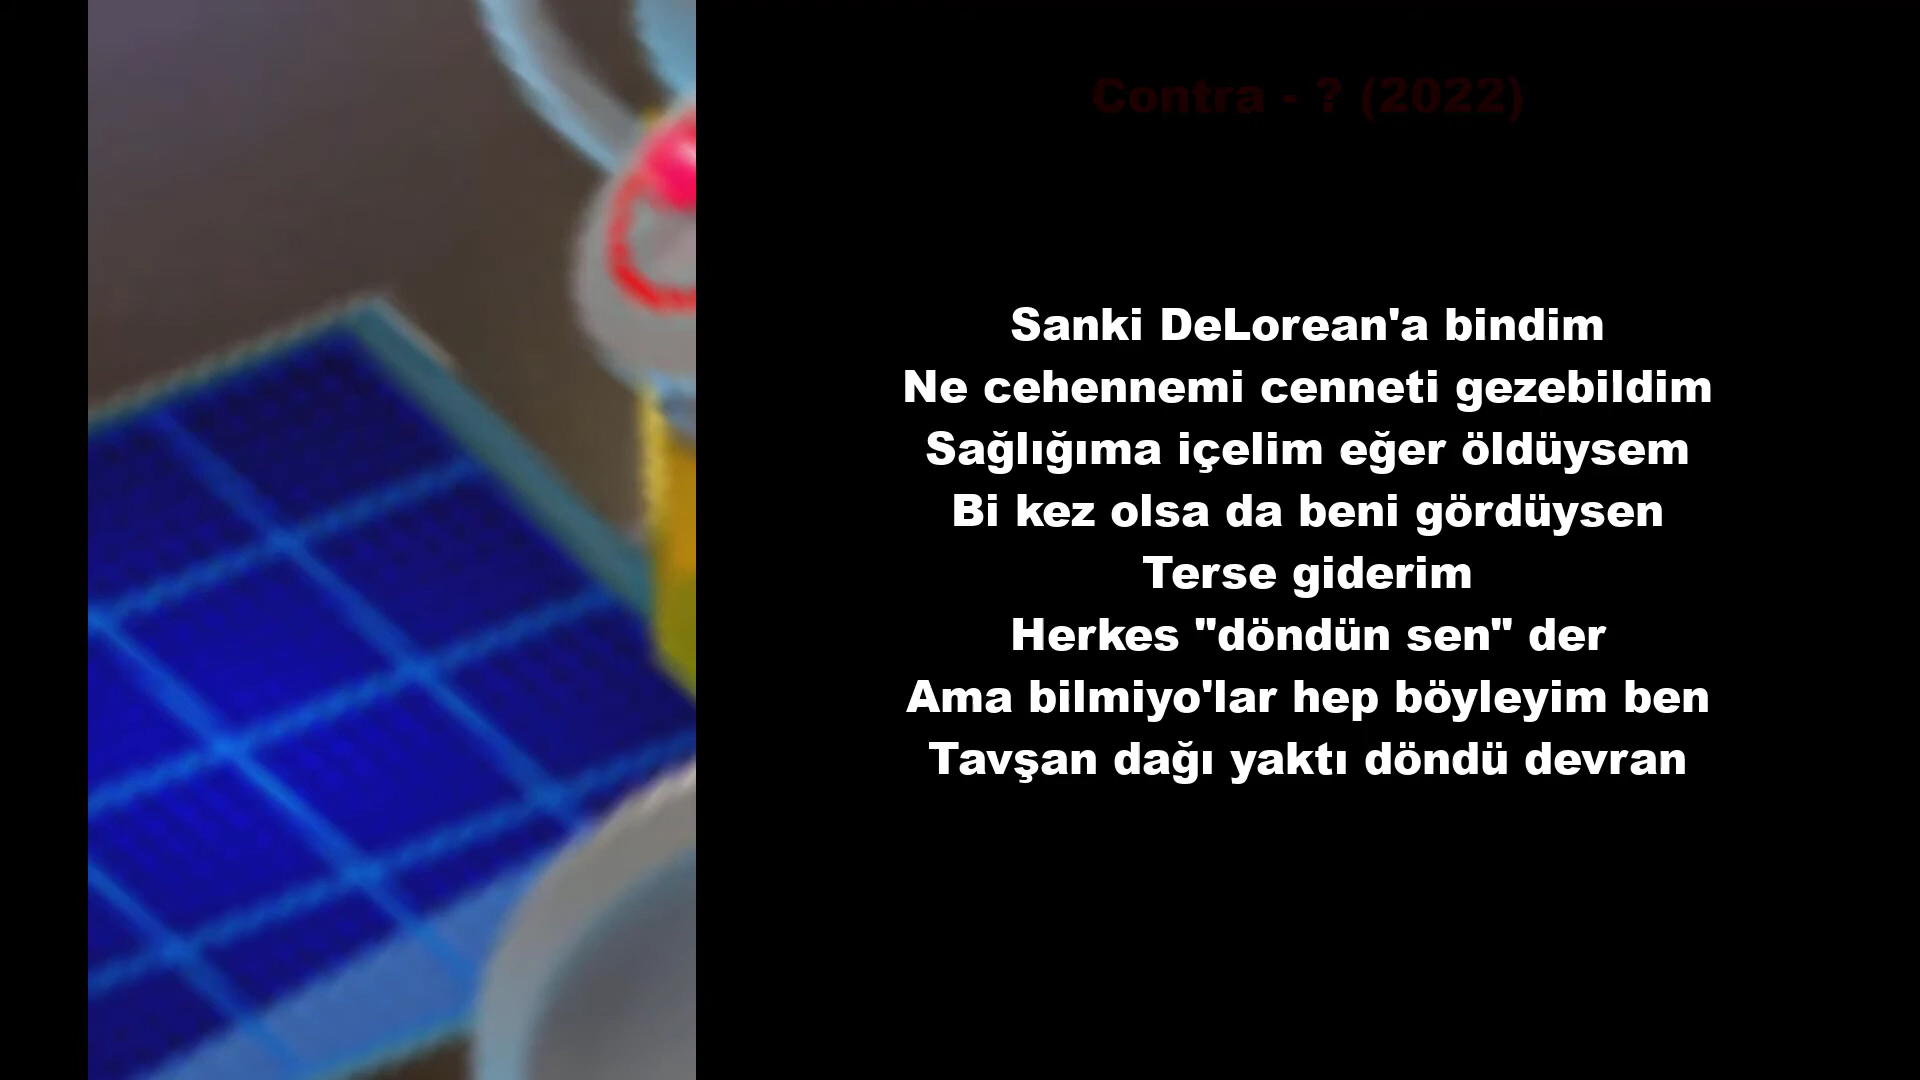 Contra - ? (2022)
Sanki DeLorean'a bindim
Ne cehennemi cenneti gezebildim
Sağlığıma içelim eğer öldüysem
Bi kez olsa da beni gördüysen
Terse giderim
Herkes "döndün sen" der
Ama bilmiyo'lar hep böyleyim ben
Tavşan dağı yaktı döndü devran